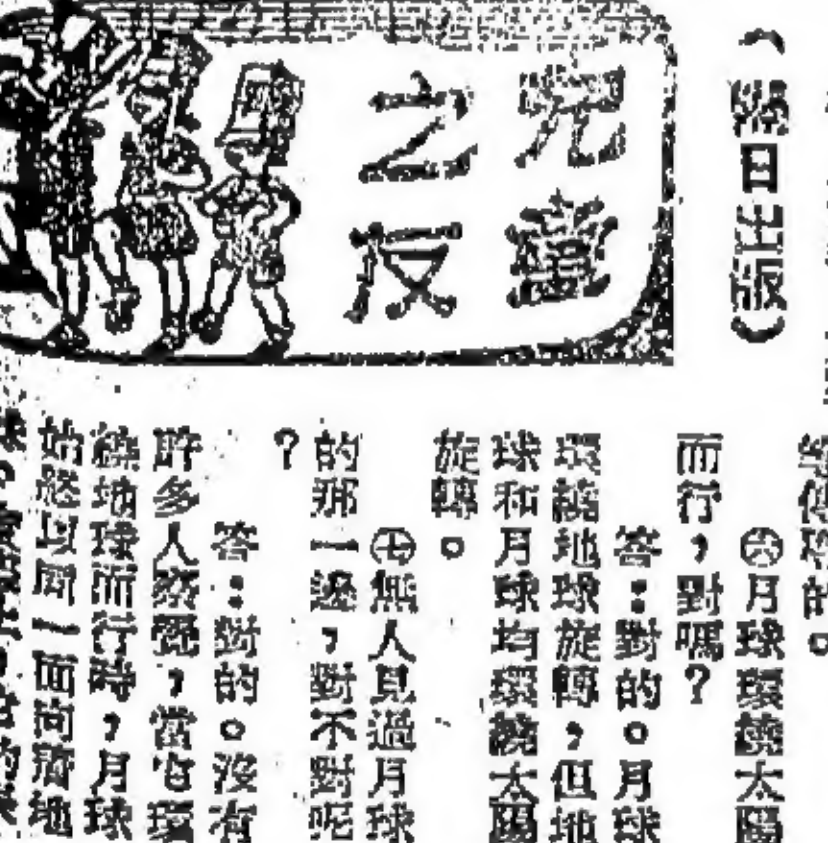 （隔日出版）
兒童
之友
的。
㊅月球環繞太陽
而行，對嗎？
答：對的。月球
環繞地球旋轉，但地
球和月球均環繞太陽
旋轉。
㊆無人見過月球
的那一邊，對不對呢
？
答：對的。沒有
許多人察覺，當它環
繞地球而行時，月球
始終以同一面向着地